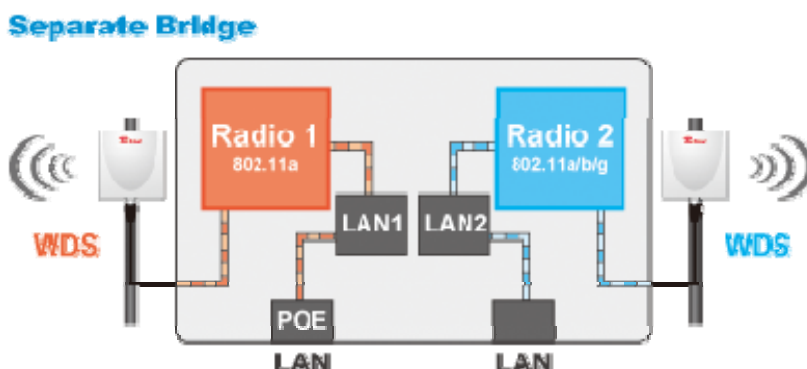 Separate Bridge
Radio 1
802.11a
Radio 2
802.11a/b/g
LAN1
LAN2
WDS
WDS
POE
LAN
LAN